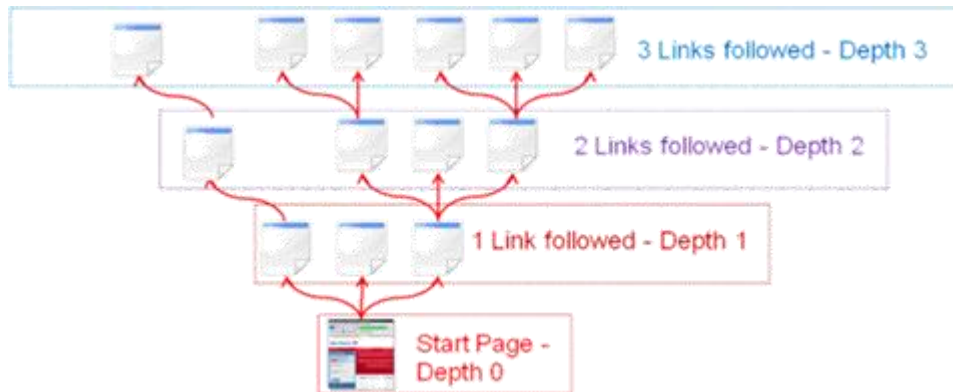 3 Links followed - Depth 3
2 Links followed - Depth 2
1 Link followed - Depth 1
Start Page -
Depth 0